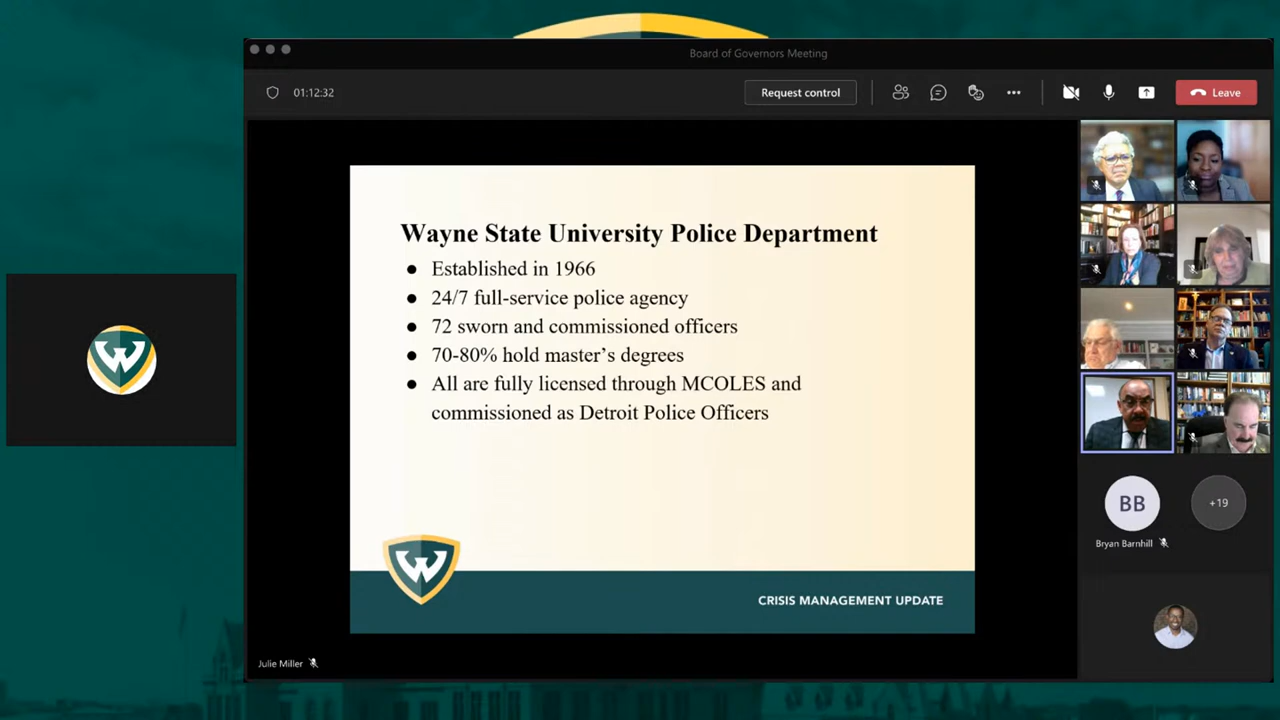 Board of Governors Meeting
01:12:32
Request control
Leave
Wayne State University Police Department
● Established in 1966
● 24/7 full-service police agency
● 72 sworn and commissioned officers
● 70-80% hold master’s degrees
● All are fully licensed through MCOLES and
commissioned as Detroit Police Officers
W
W
CRISIS MANAGEMENT UPDATE
BB
+19
Bryan Barnhill
Julie Miller